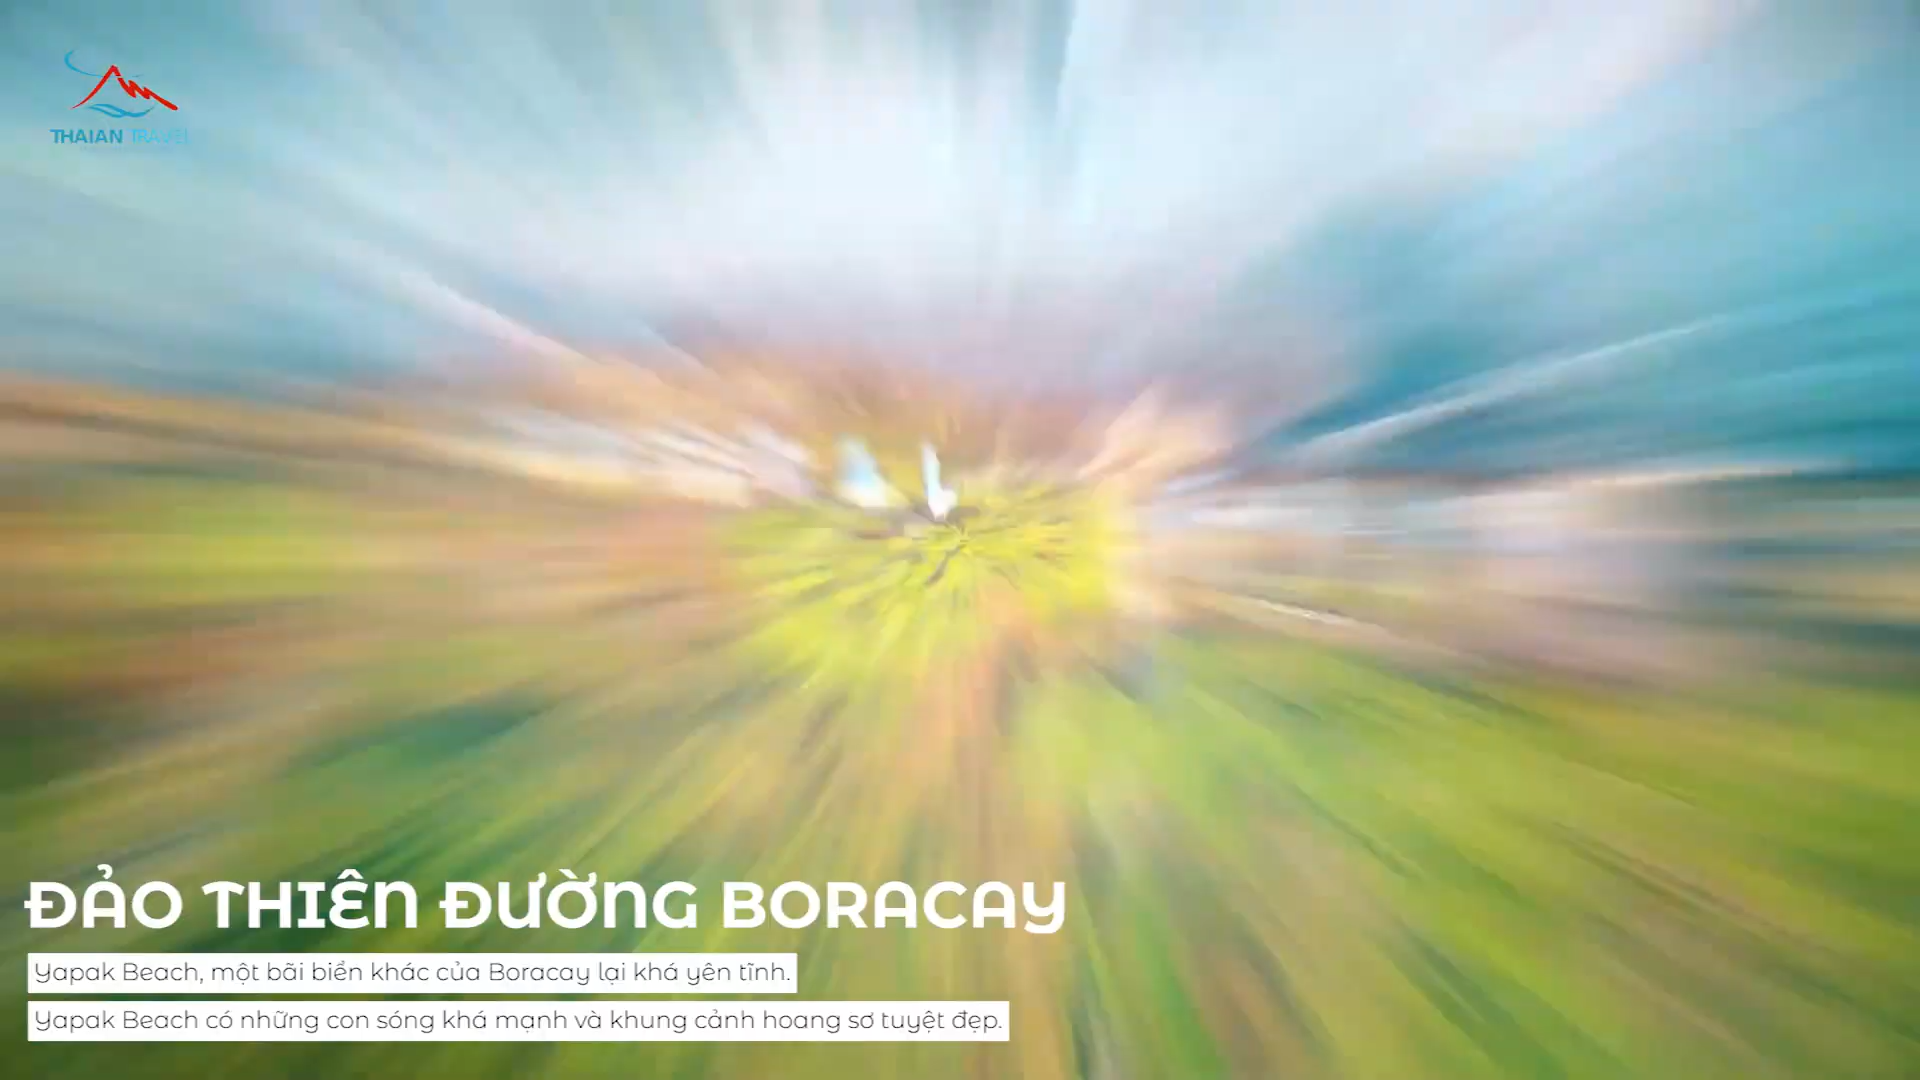 THAIAN TRAVEL
ĐẢO THIÊN ĐƯỜNG BORACAY
Yapak Beach, một bãi biển khác của Boracay lại khá yên tĩnh.
Yapak Beach có những con sóng khá mạnh và khung cảnh hoang sơ tuyệt đẹp.